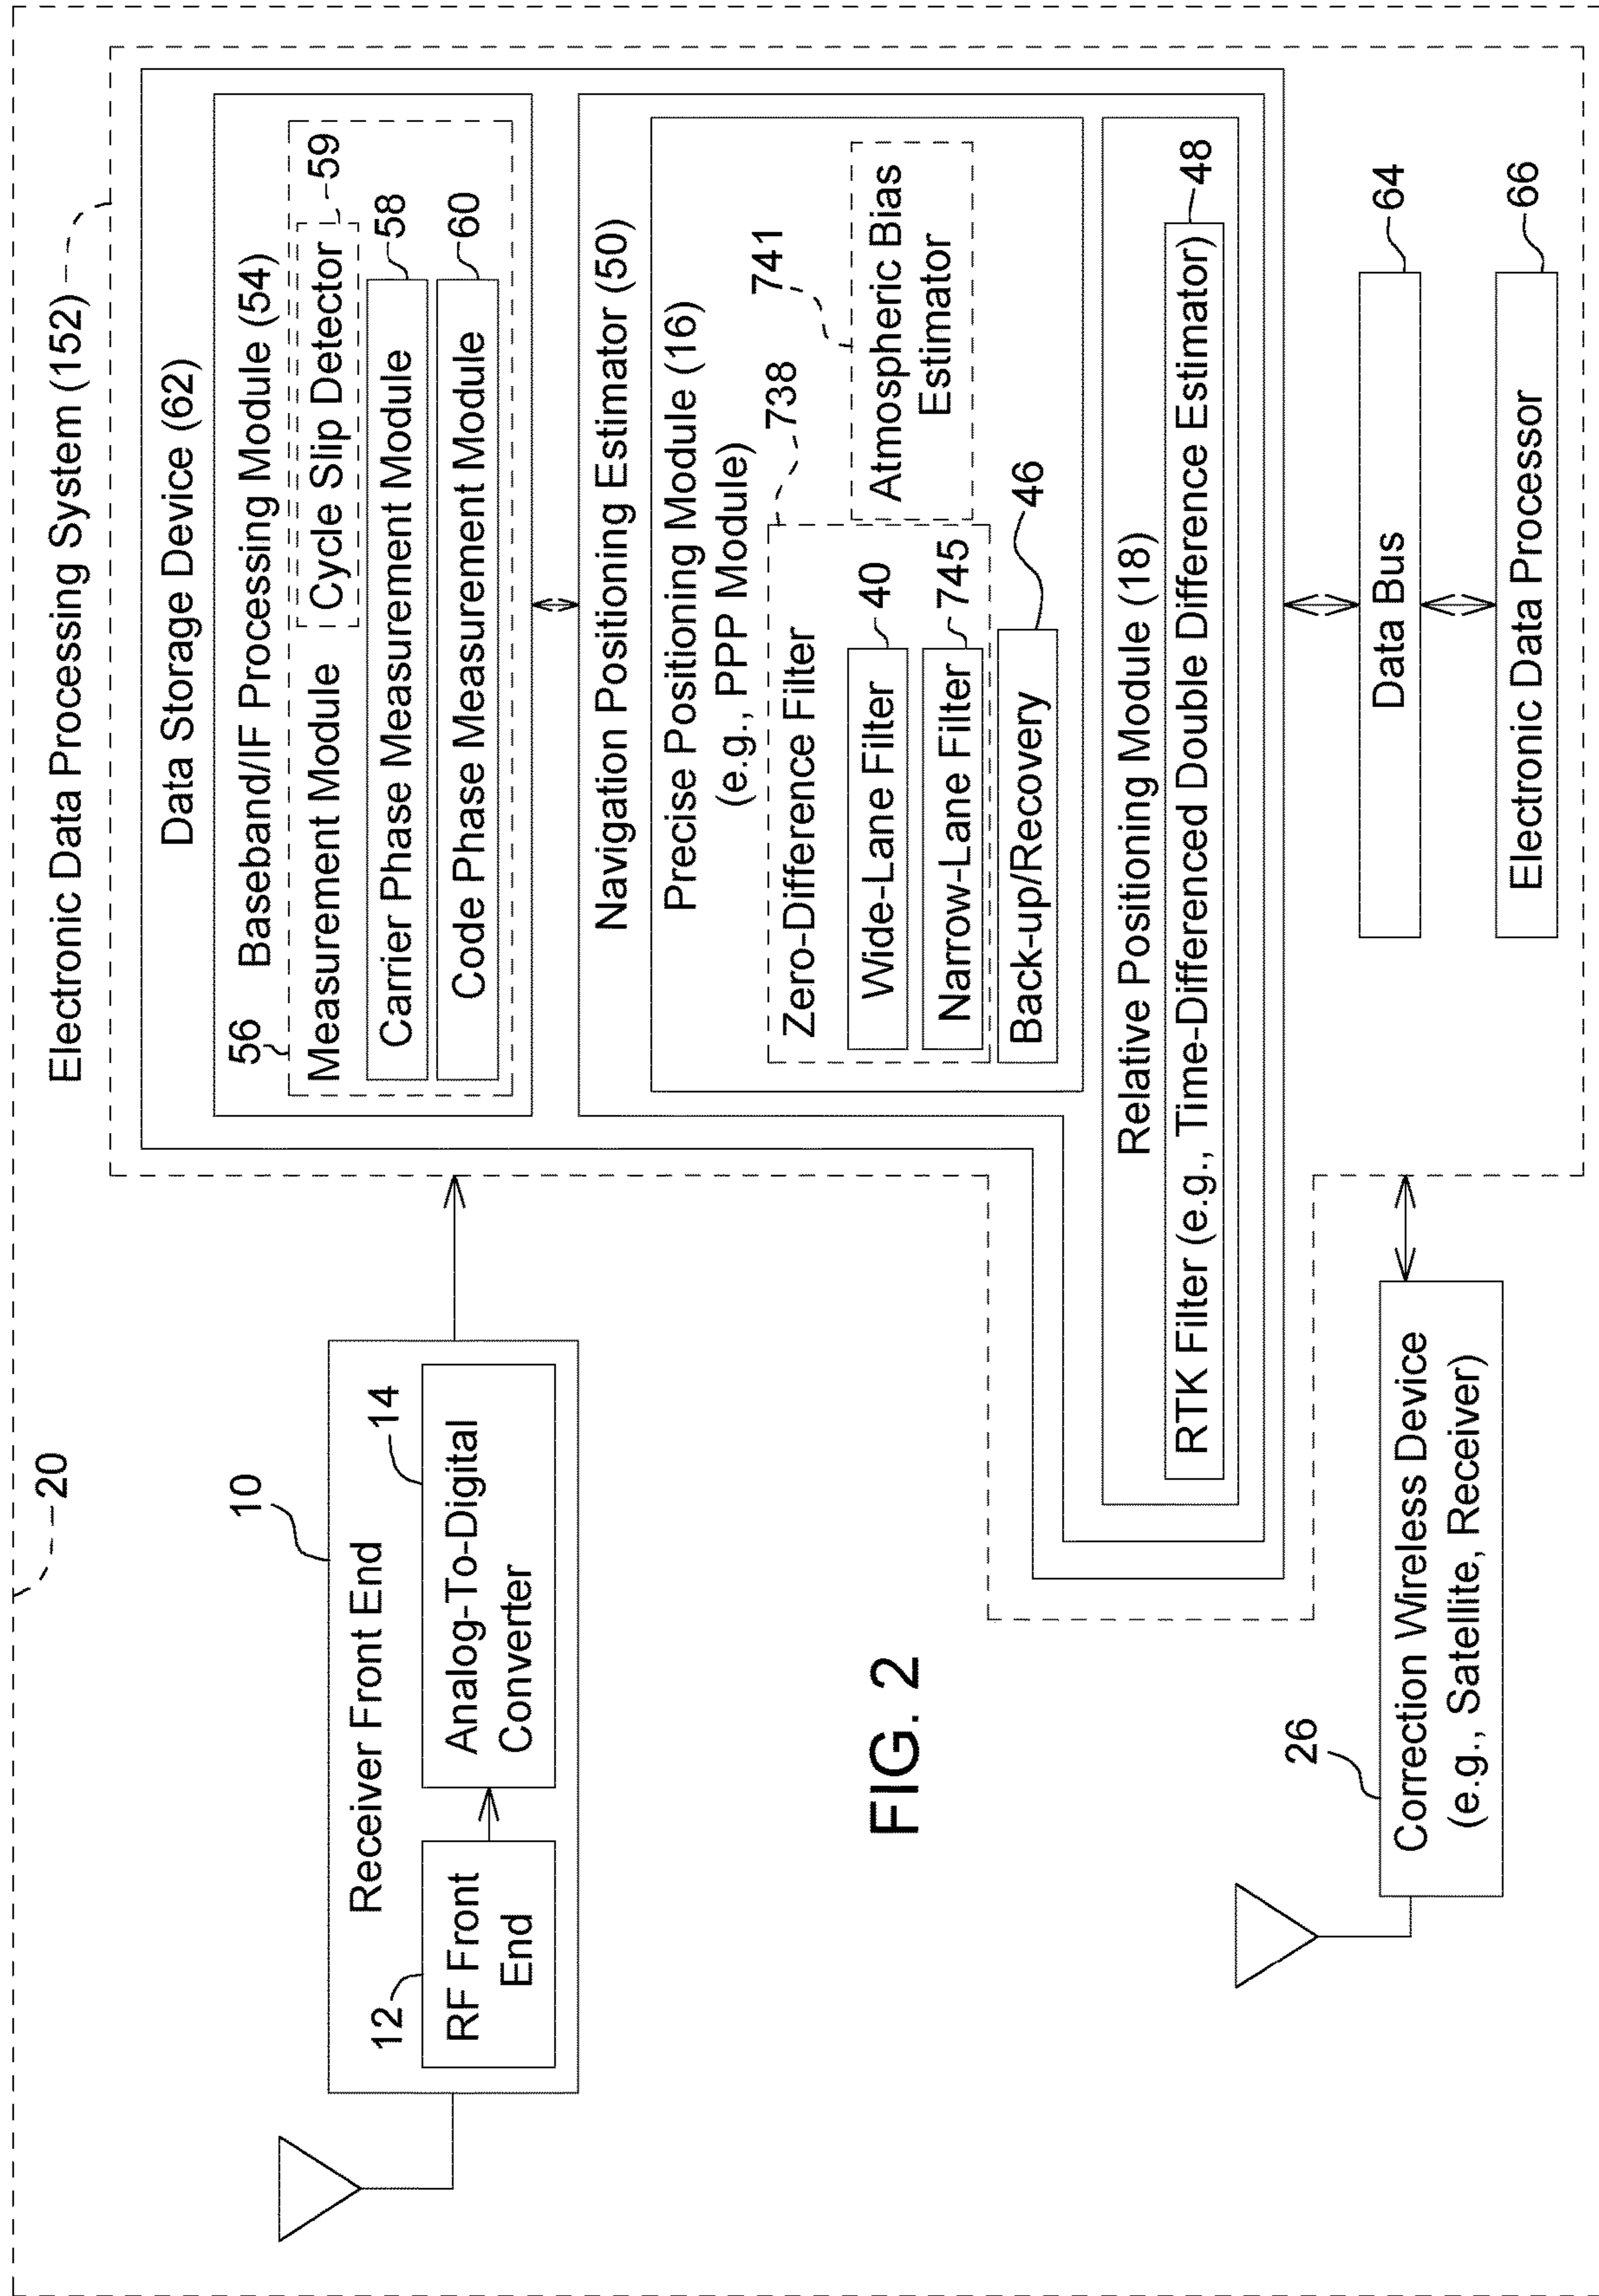 20
Electronic Data Processing System (152)
Data Storage Device (62)
Baseband/IF Processing Module (54)
56
Measurement Module
Cycle Slip Detector
59
Carrier Phase Measurement Module
58
Code Phase Measurement Module
60
Navigation Positioning Estimator (50)
Precise Positioning Module (16)
(e.g., PPP Module)
738
741
Zero-Difference Filter
Wide-Lane Filter
40
Narrow-Lane Filter
745
Atmospheric Bias
Estimator
Back-up/Recovery
46
Relative Positioning Module (18)
RTK Filter (e.g., Time-Differenced Double Difference Estimator)
48
Data Bus
64
Electronic Data Processor
66
10
Receiver Front End
12
RF Front
End
14
Analog-To-Digital
Converter
26
Correction Wireless Device
(e.g., Satellite, Receiver)
FIG. 2